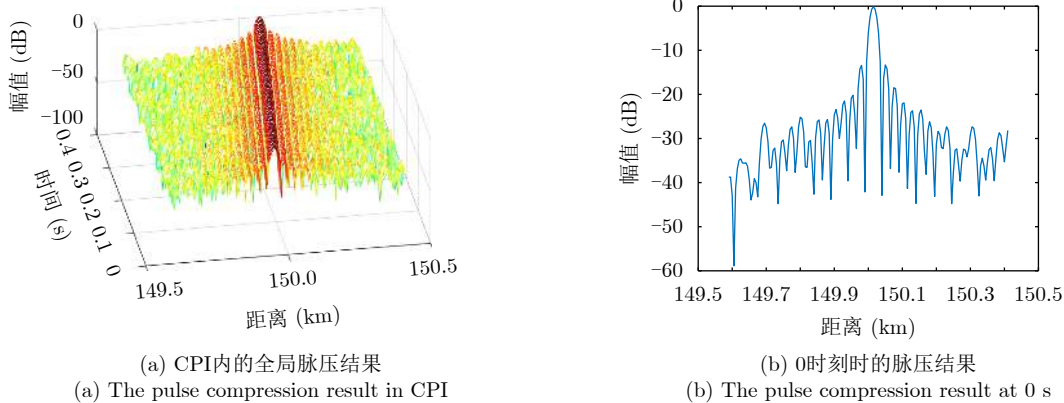 0
−50
−100
幅值 (dB)
0.4
0.3
0.2
0.1
0
时间 (s)
149.5
150.0
150.5
距离 (km)
(a) CPI内的全局脉压结果
(a) The pulse compression result in CPI
0
−10
−20
−30
−40
−50
−60
幅值 (dB)
149.5 149.7 149.9 150.1 150.3 150.5
距离 (km)
(b) 0时刻时的脉压结果
(b) The pulse compression result at 0 s